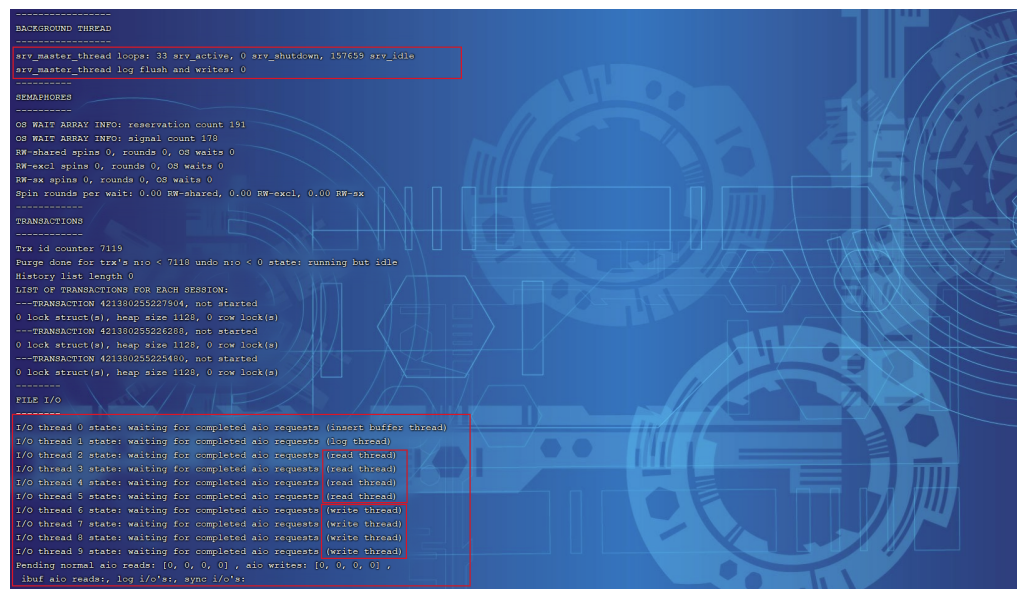 -----------------
BACKGROUND THREAD
-----------------
srv_master_thread loops: 33 srv_active, 0 srv_shutdown, 157659 srv_idle
srv_master_thread log flush and writes: 0
----------
SEMAPHORES
----------
OS WAIT ARRAY INFO: reservation count 191
OS WAIT ARRAY INFO: signal count 178
RW-shared spins 0, rounds 0, OS waits 0
RW-excl spins 0, rounds 0, OS waits 0
RW-sx spins 0, rounds 0, OS waits 0
Spin rounds per wait: 0.00 RW-shared, 0.00 RW-excl, 0.00 RW-sx
------------
TRANSACTIONS
------------
Trx id counter 7119
Purge done for trx's n:o < 7118 undo n:o < 0 state: running but idle
History list length 0
LIST OF TRANSACTIONS FOR EACH SESSION:
---TRANSACTION 421380255227904, not started
0 lock struct(s), heap size 1128, 0 row lock(s)
---TRANSACTION 421380255226288, not started
0 lock struct(s), heap size 1128, 0 row lock(s)
---TRANSACTION 421380255225480, not started
0 lock struct(s), heap size 1128, 0 row lock(s)
--------
FILE I/O
--------
I/O thread 0 state: waiting for completed aio requests (insert buffer thread)
I/O thread 1 state: waiting for completed aio requests (log thread)
I/O thread 2 state: waiting for completed aio requests (read thread)
I/O thread 3 state: waiting for completed aio requests (read thread)
I/O thread 4 state: waiting for completed aio requests (read thread)
I/O thread 5 state: waiting for completed aio requests (read thread)
I/O thread 6 state: waiting for completed aio requests (write thread)
I/O thread 7 state: waiting for completed aio requests (write thread)
I/O thread 8 state: waiting for completed aio requests (write thread)
I/O thread 9 state: waiting for completed aio requests (write thread)
Pending normal aio reads: [0, 0, 0, 0] , aio writes: [0, 0, 0, 0] ,
 ibuf aio reads:, log i/o's:, sync i/o's: